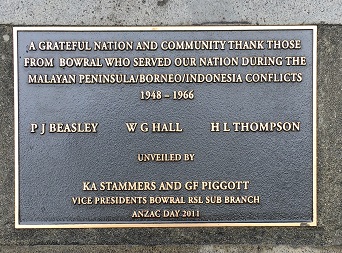 A GRATEFUL NATION AND COMMUNITY THANK THOSE
FROM BOWRAL WHO SERVED OUR NATION DURING THE
MALAYAN PENINSULA/BORNEO/INDONESIA CONFLICTS
1948 – 1966
P J BEASLEY W G HALL H L THOMPSON
UNVEILED BY
KA STAMMERS AND GF PIGGOTT
VICE PRESIDENTS BOWRAL RSL SUB BRANCH
ANZAC DAY 2011